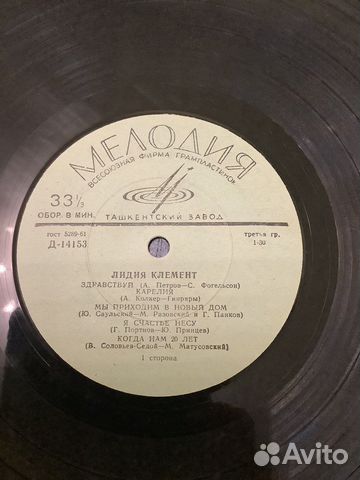 МЕЛОДИЯ
ВСЕСОЮЗНАЯ ФИРМА ГРАМПЛАСТИНОК
33⅓
ОБОР. В МИН.
ТАШКЕНТСКИЙ ЗАВОД
ГОСТ 5289-61
третья гр.
Д-14153
1-30
ЛИДИЯ КЛЕМЕНТ
ЗДРАВСТВУЙ (А. Петров—С. Фогельсон)
КАРЕЛИЯ
(А. Колкер—Гииряры)
МЫ ПРИХОДИМ В НОВЫЙ ДОМ
(Ю. Саульский—М. Разовский и Г. Панков)
Я СЧАСТЬЕ НЕСУ
(Г. Портнов—Ю. Принцев)
КОГДА НАМ 20 ЛЕТ
(В. Соловьев-Седой—М. Матусовский)
1 сторона
Avito